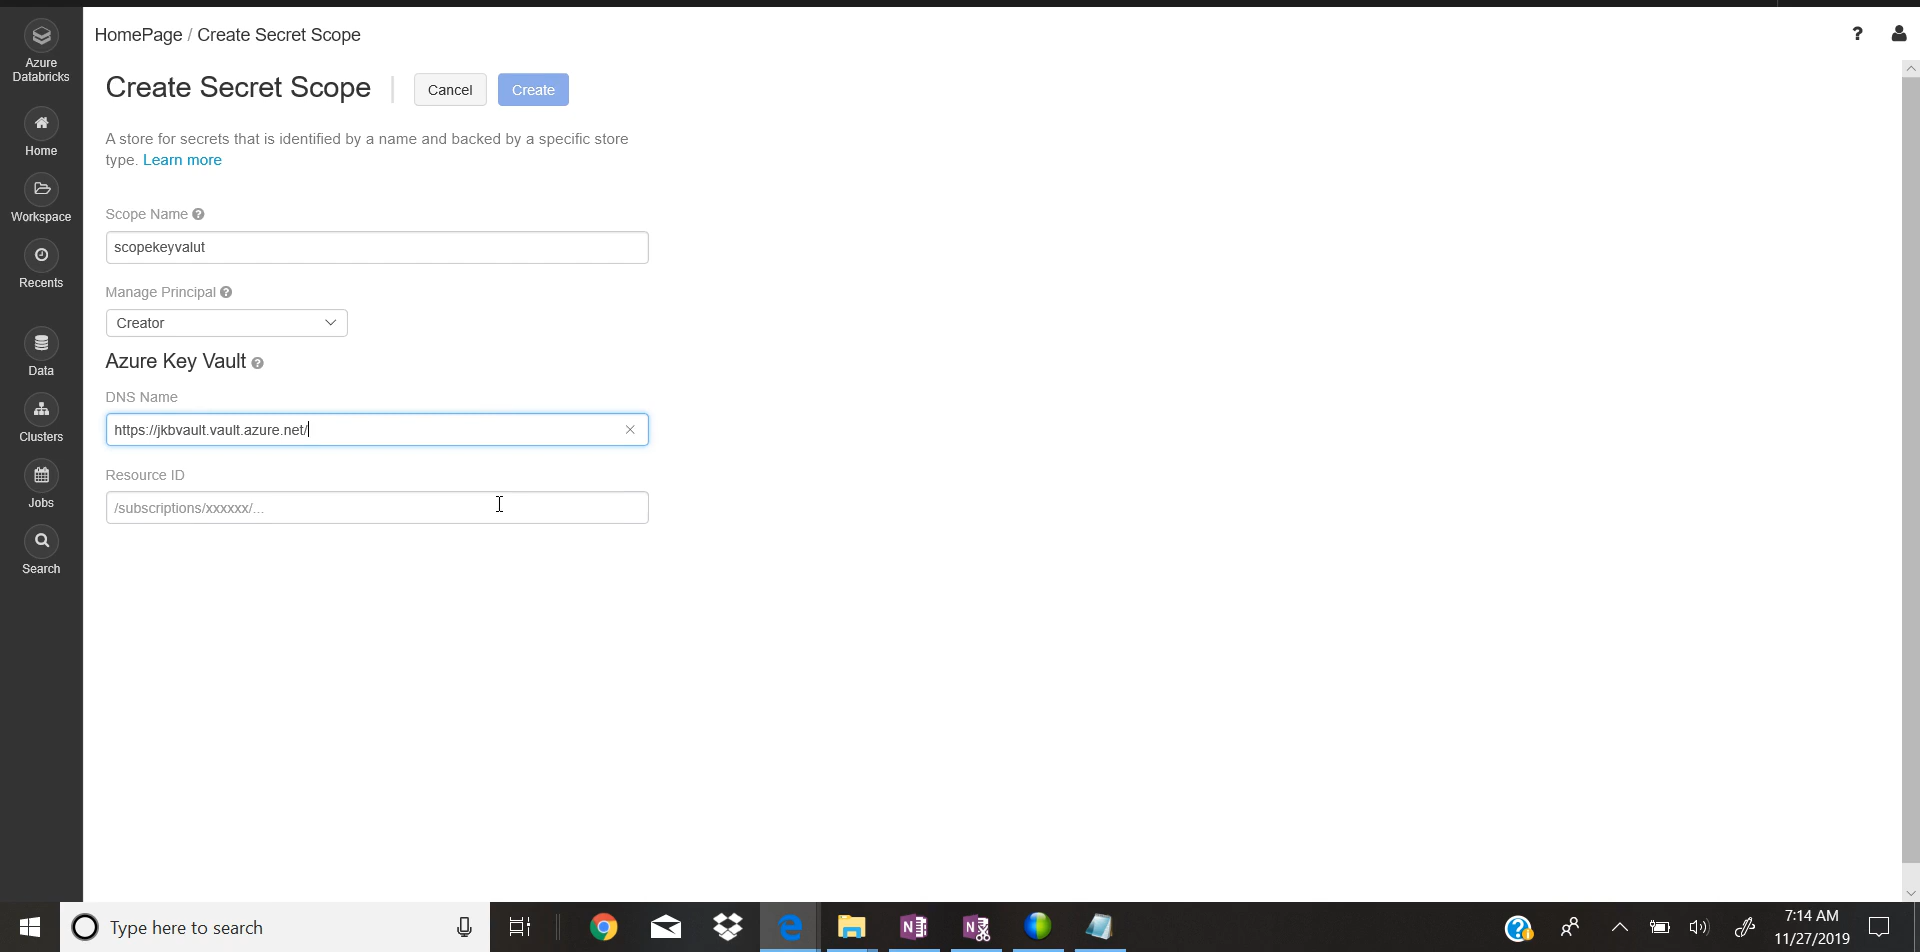 HomePage / Create Secret Scope
?
Azure
Databricks
Home
Workspace
Recents
Data
Clusters
Jobs
Search
Create Secret Scope
Cancel
Create
A store for secrets that is identified by a name and backed by a specific store
type. Learn more
Scope Name ?
scopekeyvalut
Manage Principal ?
Creator
Azure Key Vault ?
DNS Name
https://jkbvault.vault.azure.net/
Resource ID
/subscriptions/xxxxxx/...
Type here to search
7:14 AM
11/27/2019